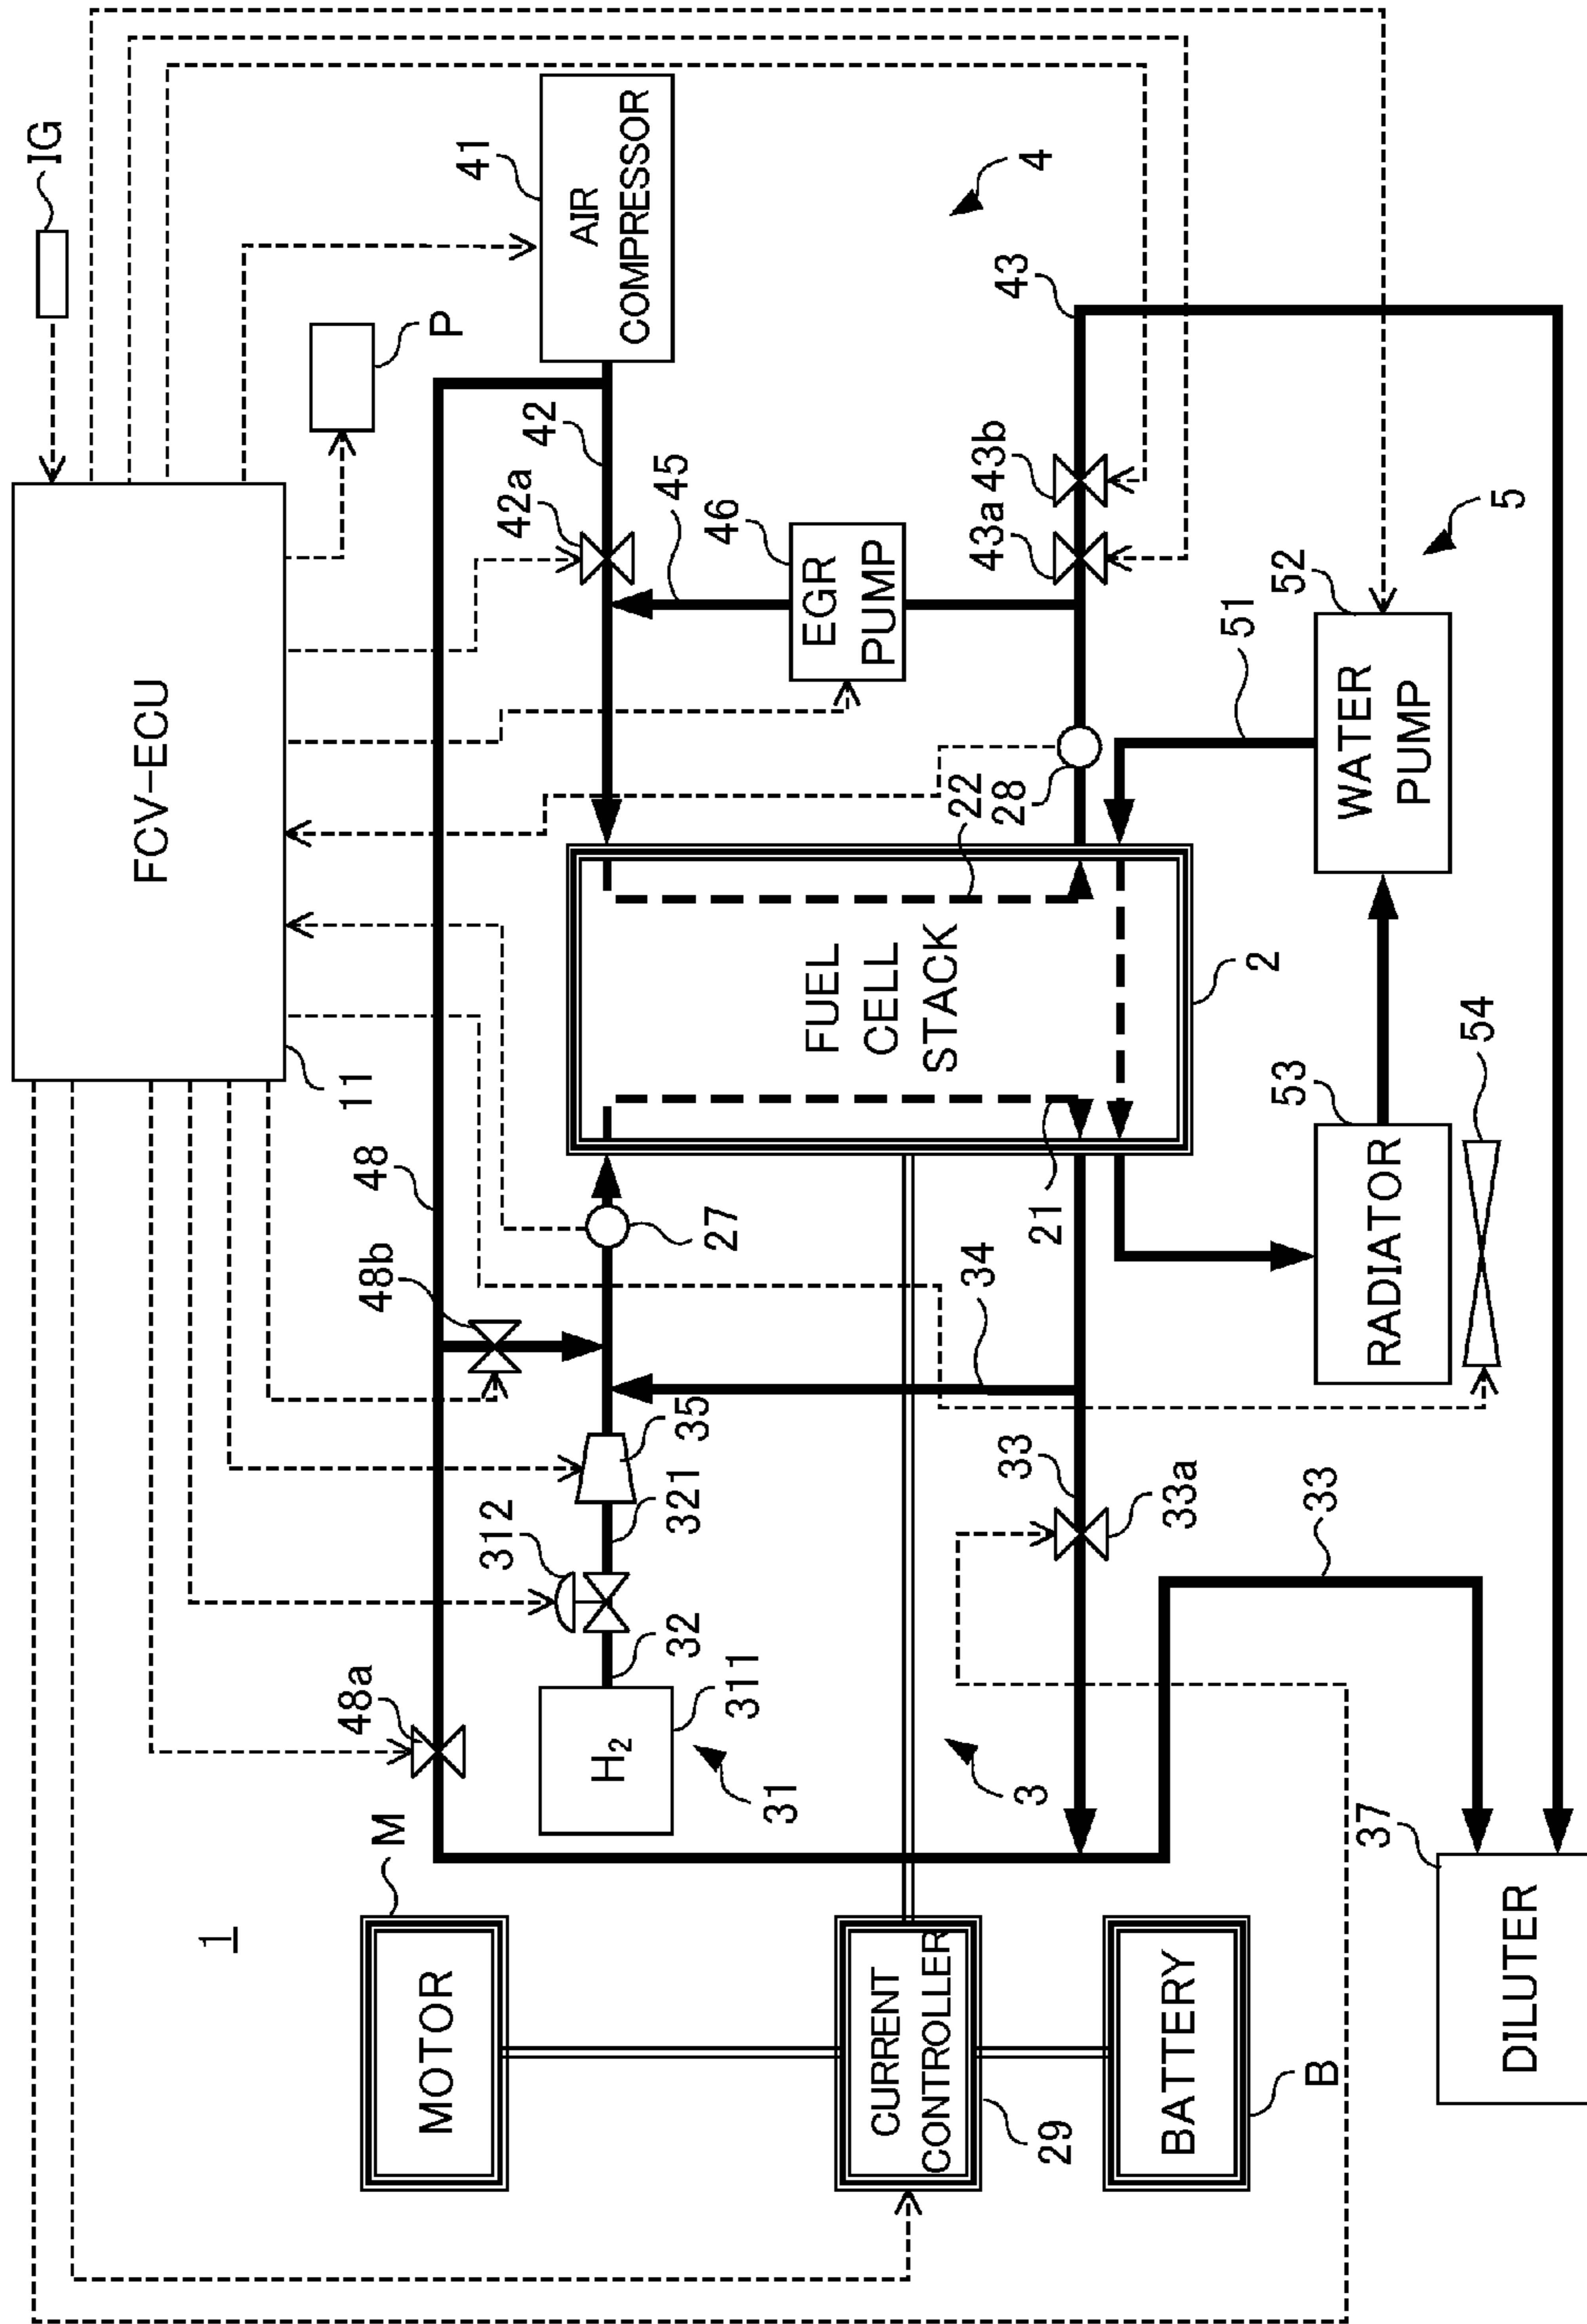 1
MOTOR
M
CURRENT
CONTROLLER
29
BATTERY
B
DILUTER
37
48a
H₂
311
31
32
312
321
35
48b
48
27
3
33
33a
33
34
21
22
28
FUEL
CELL
STACK
2
RADIATOR
53
54
WATER
PUMP
52
51
5
FCV-ECU
11
IG
P
AIR
COMPRESSOR
41
42
42a
45
EGR
PUMP
46
43a
43b
43
4